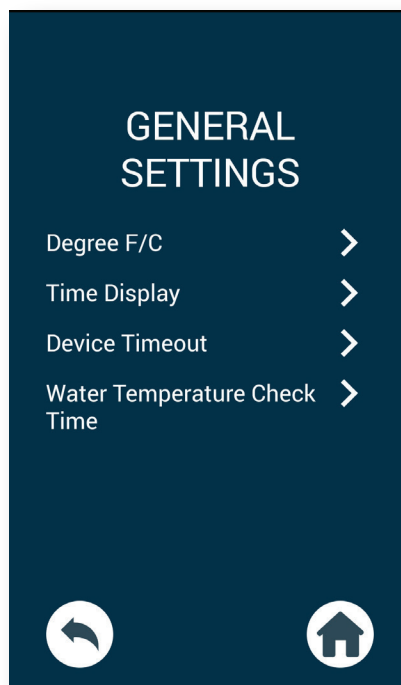 GENERAL
SETTINGS
Degree F/C
Time Display
Device Timeout
Water Temperature Check
Time